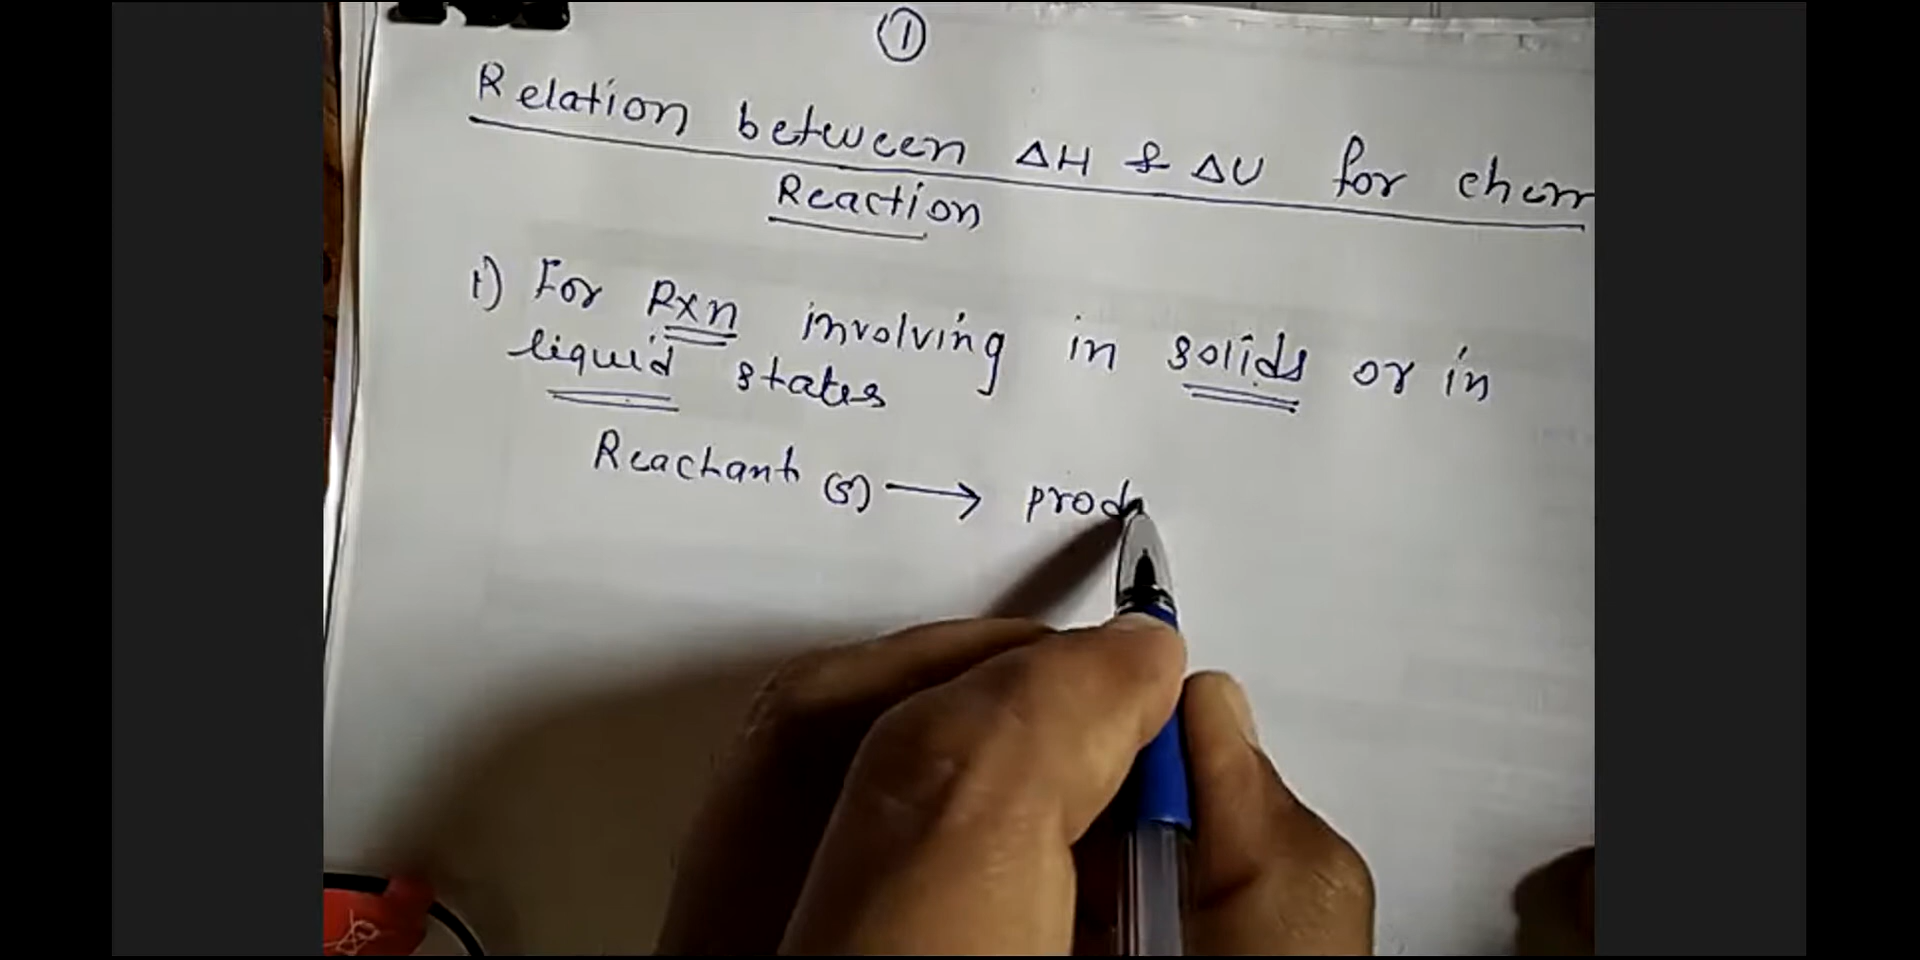 ①
Relation between ΔH & ΔU for chem
Reaction
1) For Rxn involving in solids or in
liquid states
Reactant (s) → prod